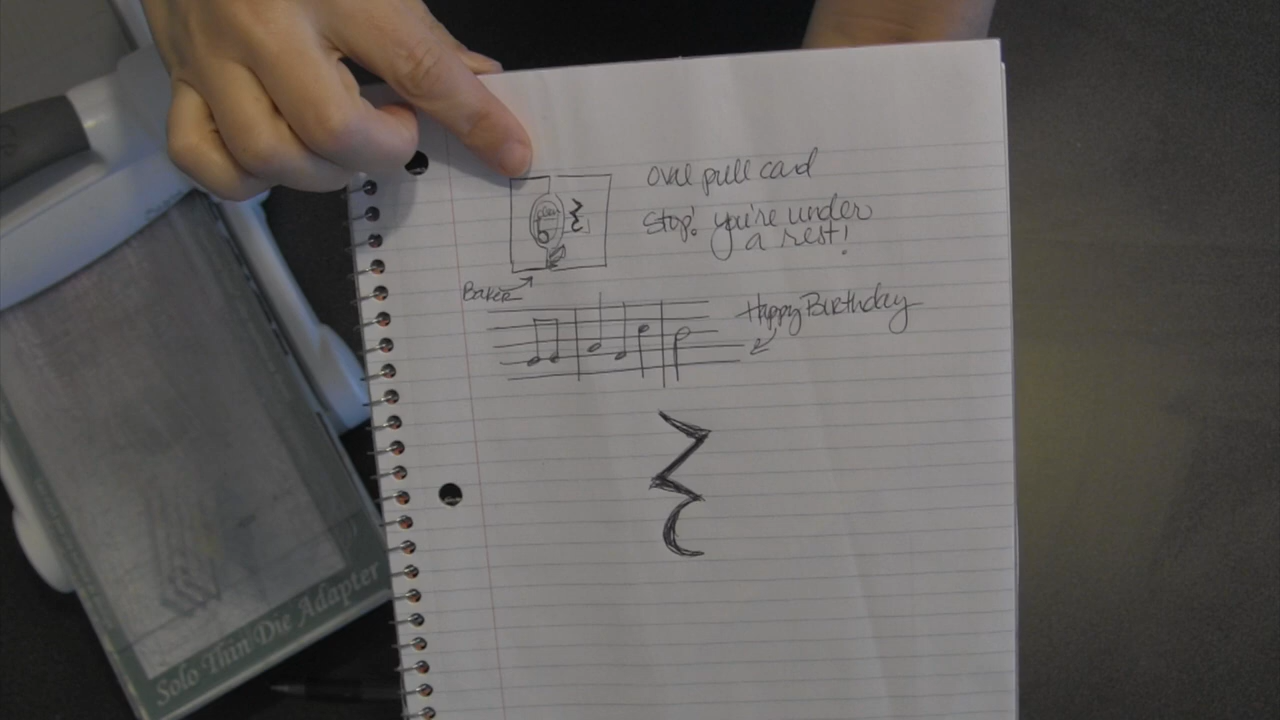 oval pull card
stop! you're under
a rest!
Baker
Happy Birthday
Solo Thin Die Adapter